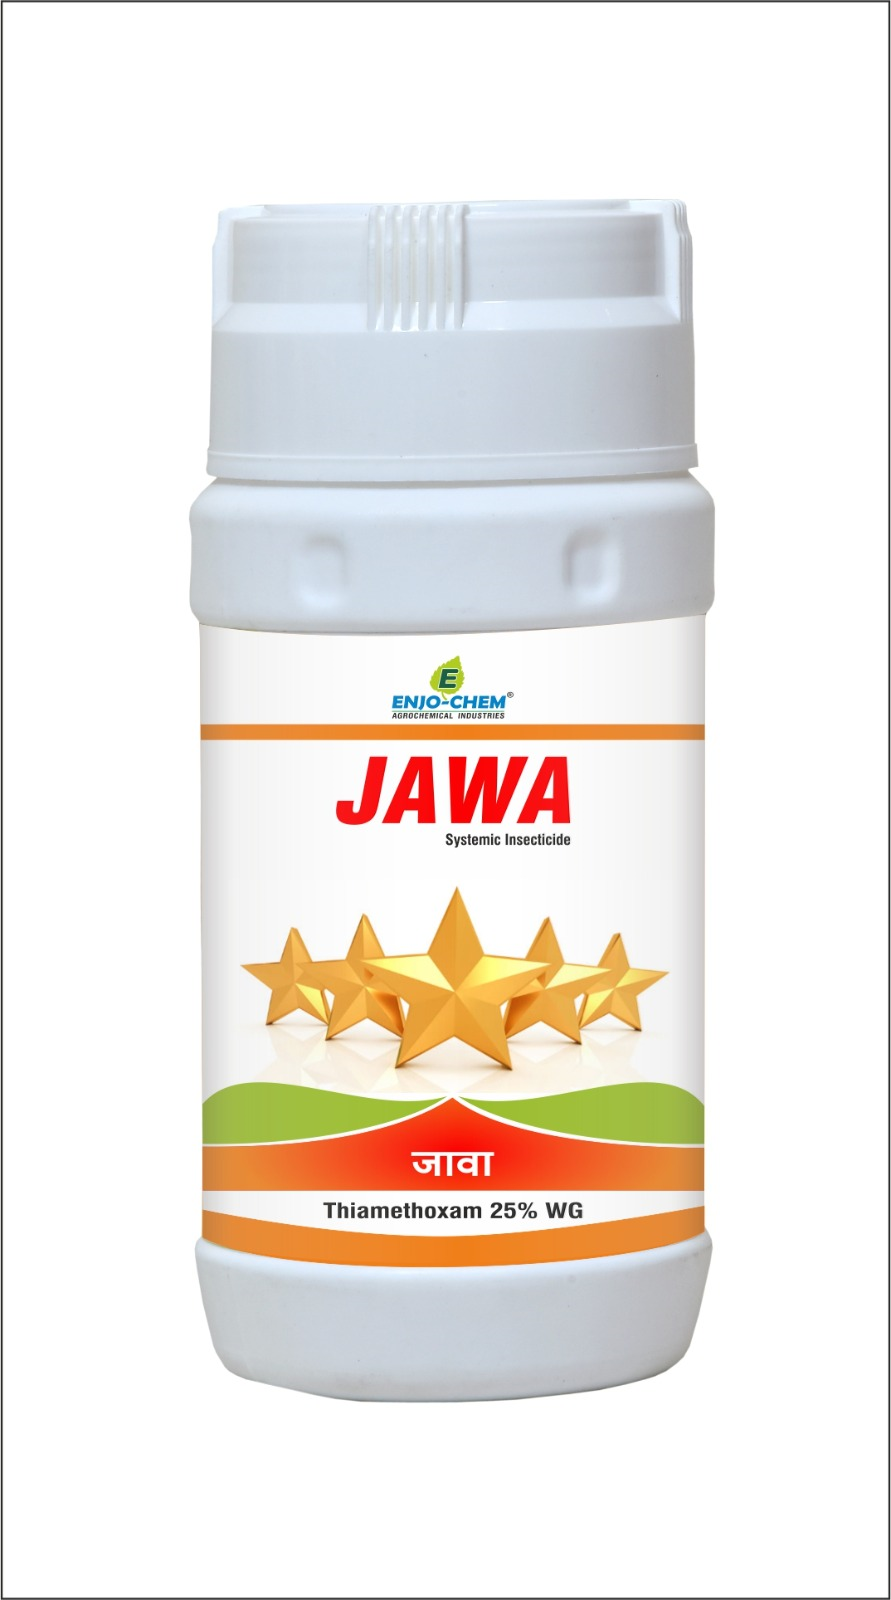 E
ENJO-CHEM®
AGROCHEMICAL INDUSTRIES
JAWA
Systemic Insecticide
जावा
Thiamethoxam 25% WG